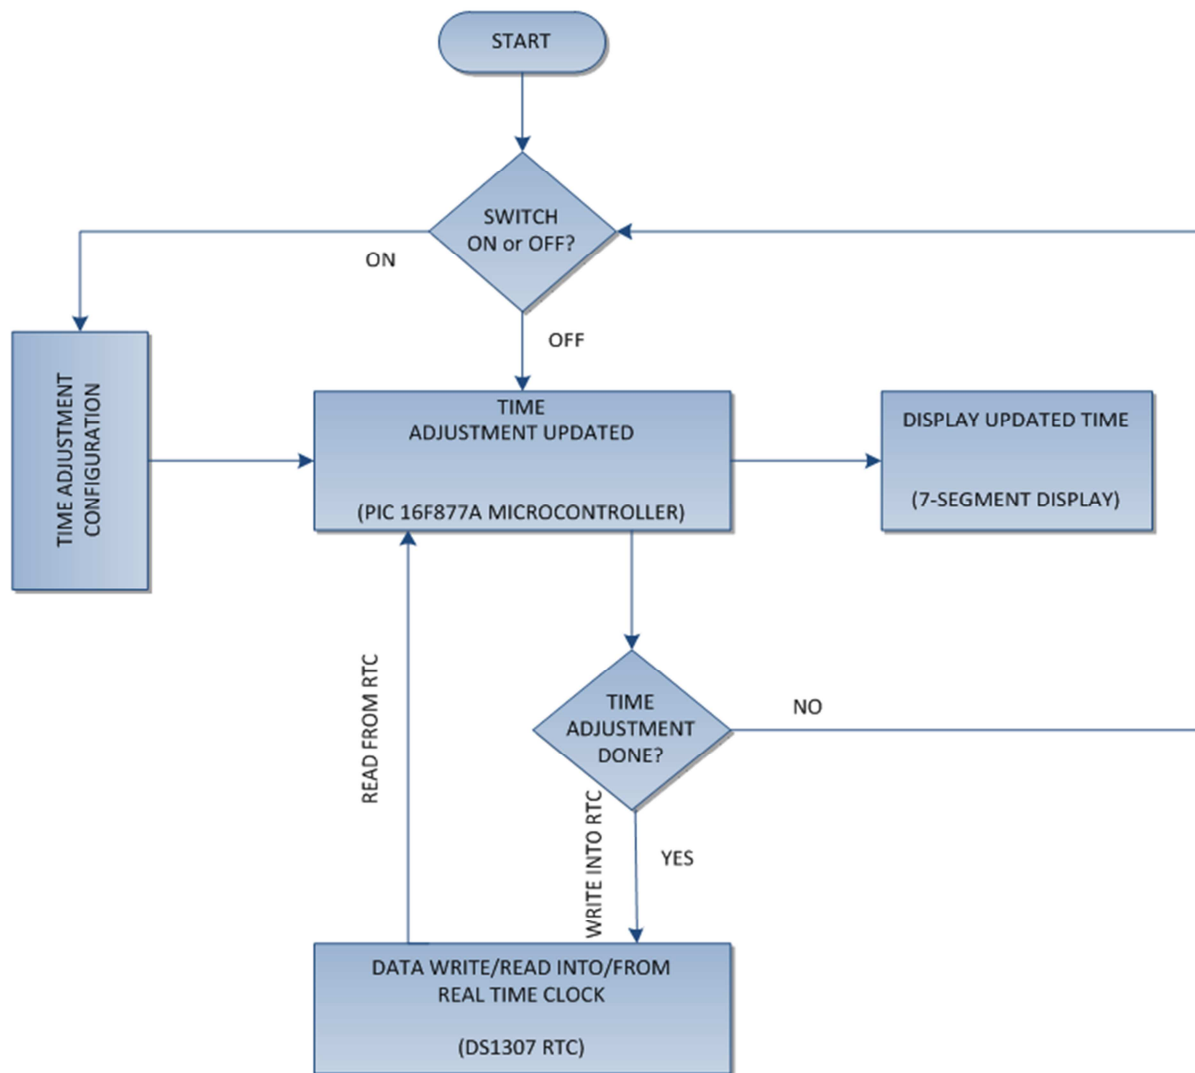 START
SWITCH
ON or OFF?
ON
OFF
TIME ADJUSTMENT
CONFIGURATION
TIME
ADJUSTMENT UPDATED
(PIC 16F877A MICROCONTROLLER)
DISPLAY UPDATED TIME
(7-SEGMENT DISPLAY)
READ FROM RTC
TIME
ADJUSTMENT
DONE?
NO
WRITE INTO RTC
YES
DATA WRITE/READ INTO/FROM
REAL TIME CLOCK
(DS1307 RTC)